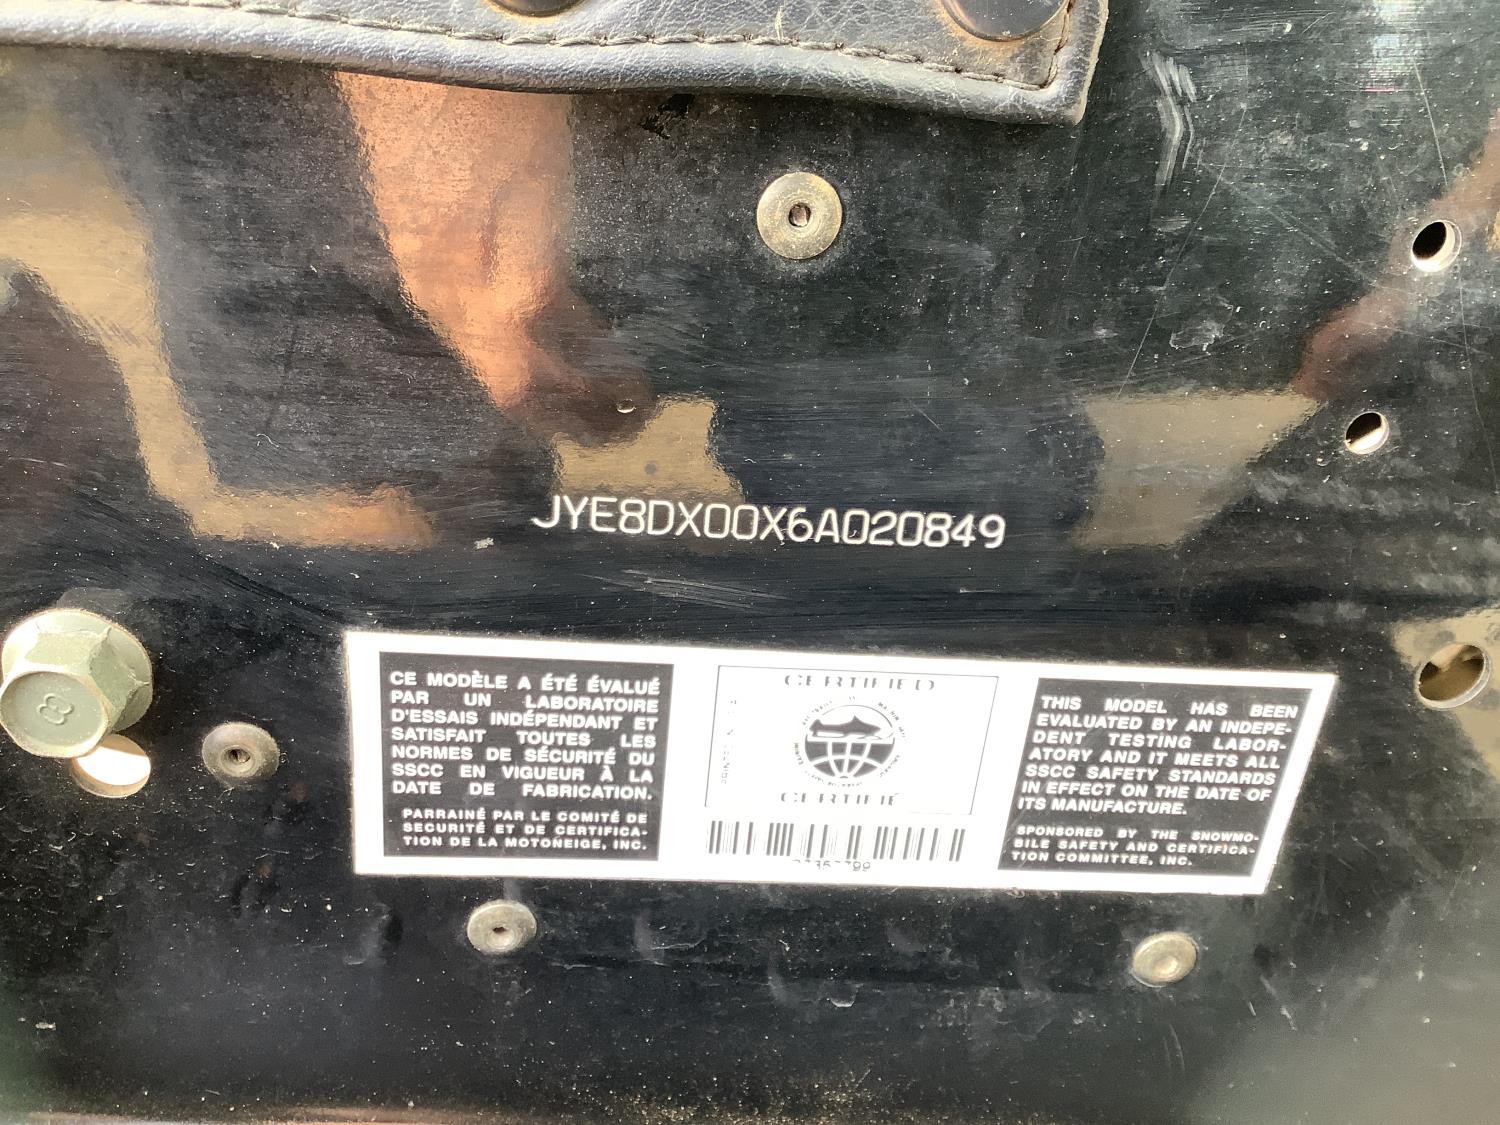 JYE8DX00X6A020849
CE MODÈLE A ÉTÉ ÉVALUÉ
PAR UN LABORATOIRE
D'ESSAIS INDÉPENDANT ET
SATISFAIT TOUTES LES
NORMES DE SÉCURITÉ DU
SSCC EN VIGUEUR À LA
DATE DE FABRICATION.
PARRAINÉ PAR LE COMITÉ DE
SECURITÉ ET DE CERTIFICA-
TION DE LA MOTONEIGE, INC.
CERTIFIED
CERTIFIÉ
THIS MODEL HAS BEEN
EVALUATED BY AN INDEPE-
DENT TESTING LABOR-
ATORY AND IT MEETS ALL
SSCC SAFETY STANDARDS
IN EFFECT ON THE DATE OF
ITS MANUFACTURE.
SPONSORED BY THE SNOWMO-
BILE SAFETY AND CERTIFICA-
TION COMMITTEE, INC.
8